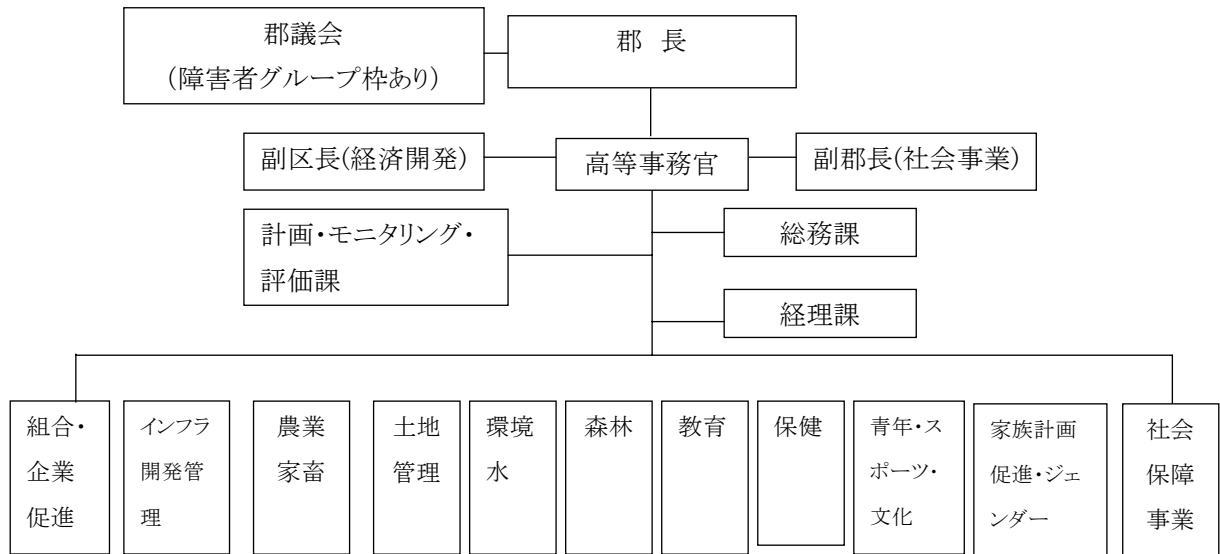 郡議会
(障害者グループ枠あり)
郡 長
副区長(経済開発)
高等事務官
副郡長(社会事業)
計画・モニタリング・
評価課
総務課
経理課
組合・
企業
促進
インフラ
開発管
理
農業
家畜
土地
管理
環境
水
森林
教育
保健
青年・ス
ポーツ・
文化
家族計画
促進・ジェ
ンダー
社会
保障
事業